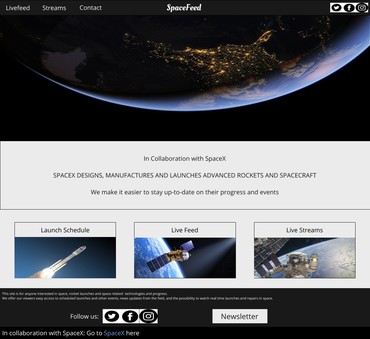 Livefeed Streams Contact SpaceFeed
In Collaboration with SpaceX
SPACEX DESIGNS, MANUFACTURES AND LAUNCHES ADVANCED ROCKETS AND SPACECRAFT
We make it easier to stay up-to-date on their progress and events
Launch Schedule Live Feed Live Streams
This site is for anyone interested in space, rocket launches and space related technologies and progress.
We offer our viewers easy access to scheduled launches and other events, news updates from the field, and the possibility to watch real time launches and repairs in space.
Follow us: Newsletter
In collaboration with SpaceX: Go to SpaceX here